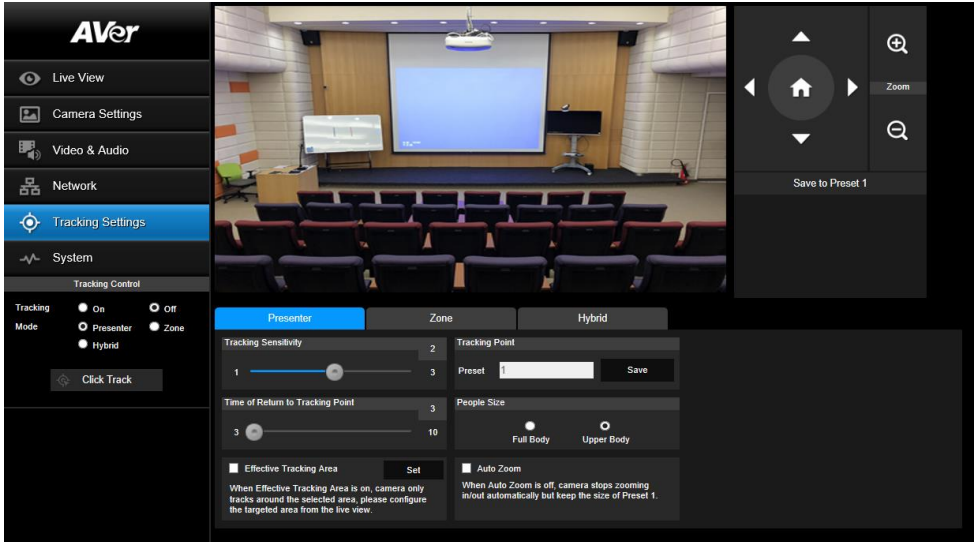 AVer
Live View
Camera Settings
Video & Audio
Network
Tracking Settings
System
Tracking Control
Tracking On Off
Mode Presenter Zone
Hybrid
Click Track
Zoom
Save to Preset 1
Presenter Zone Hybrid
Tracking Sensitivity 2
1 3
Tracking Point
Preset 1 Save
Time of Return to Tracking Point 3
3 10
People Size
Full Body Upper Body
Effective Tracking Area Set
When Effective Tracking Area is on, camera only
tracks around the selected area, please configure
the targeted area from the live view.
Auto Zoom
When Auto Zoom is off, camera stops zooming
in/out automatically but keep the size of Preset 1.